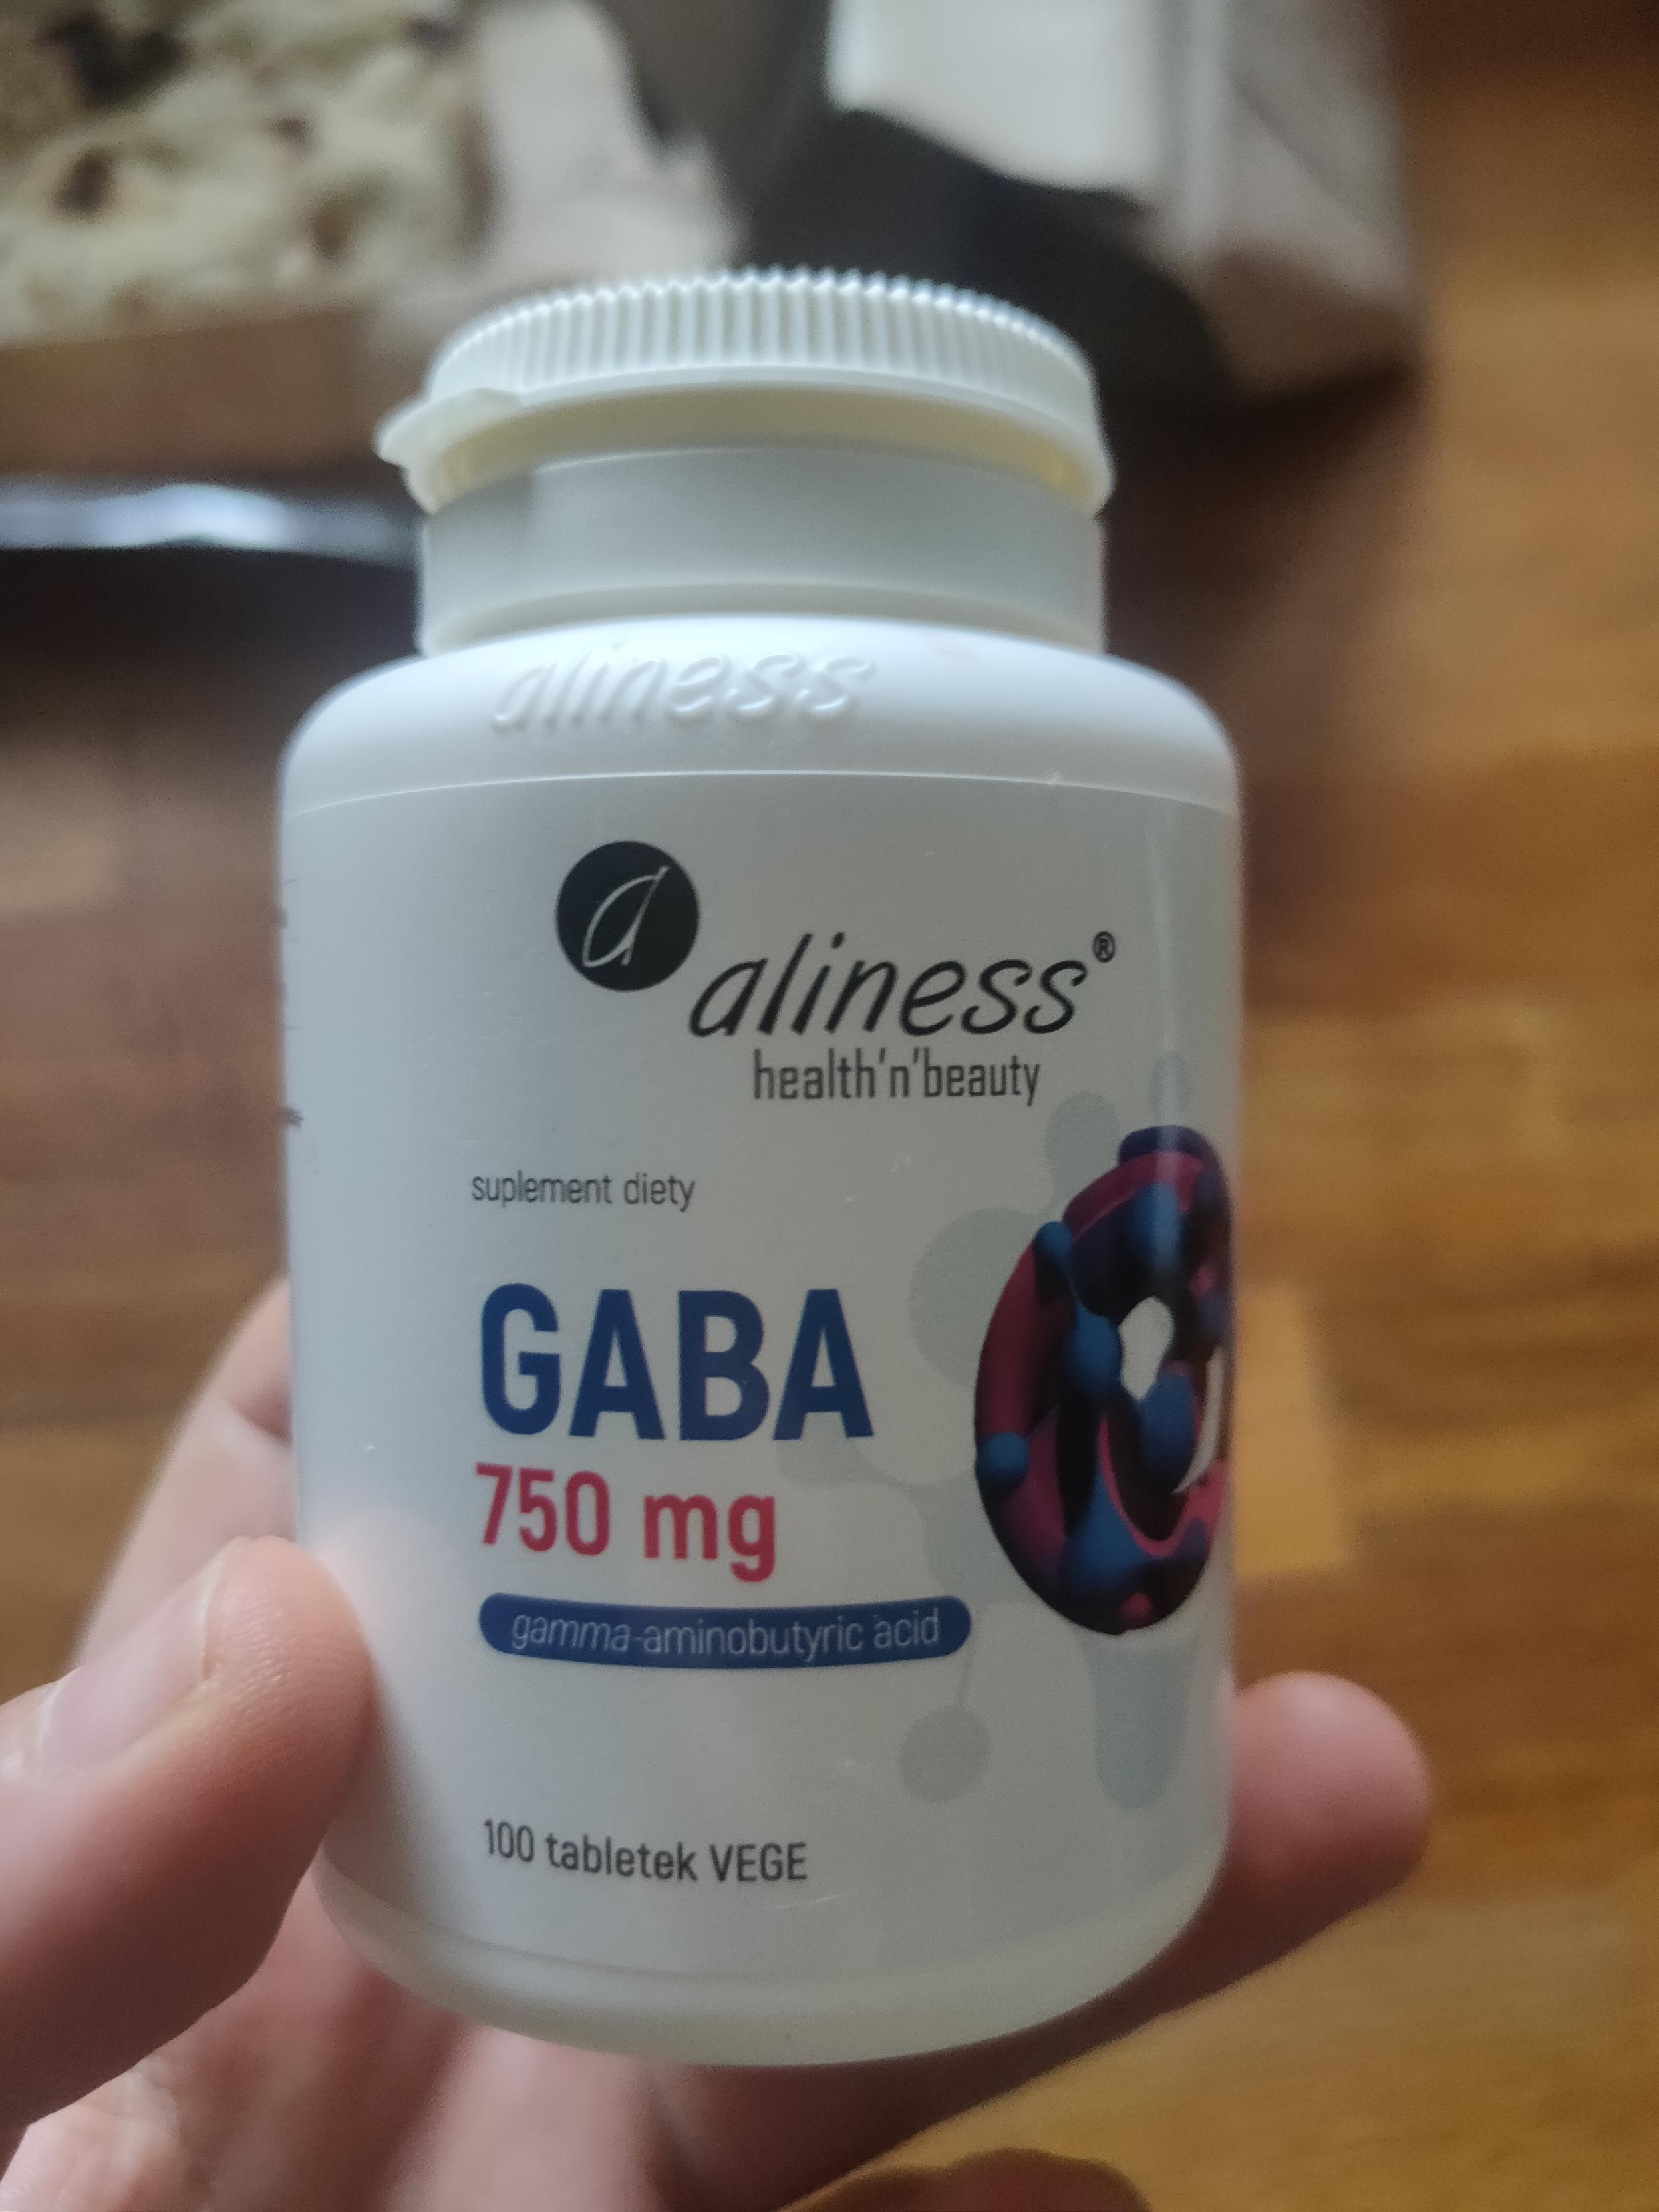 aliness
a aliness®
health'n'beauty
suplement diety
GABA
750 mg
gamma-aminobutyric acid
100 tabletek VEGE